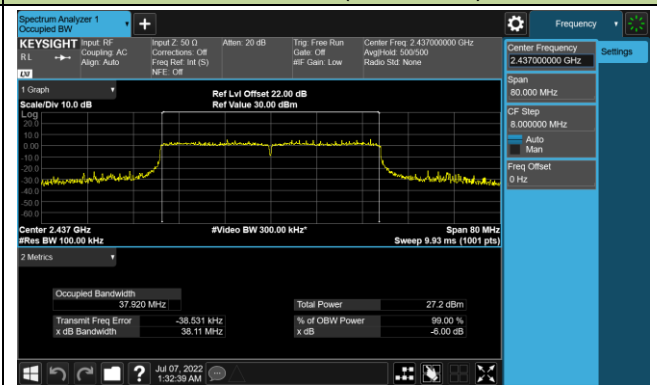 Spectrum Analyzer 1
Occupied BW
+
Frequency
KEYSIGHT
RL
LXI
Input: RF
Coupling: AC
Align: Auto
Input Z: 50 Ω
Corrections: Off
Freq Ref: Int (S)
NFE: Off
Atten: 20 dB
Trig: Free Run
Gate: Off
#IF Gain: Low
Center Freq: 2.437000000 GHz
Avg|Hold: 500/500
Radio Std: None
Center Frequency
2.437000000 GHz
Settings
Span
80.000 MHz
CF Step
8.000000 MHz
Auto
Man
Freq Offset
0 Hz
1 Graph
Scale/Div 10.0 dB
Ref Lvl Offset 22.00 dB
Ref Value 30.00 dBm
Log
20.0
10.0
0.00
-10.0
-20.0
-30.0
-40.0
-50.0
-60.0
Center 2.437 GHz
#Res BW 100.00 kHz
#Video BW 300.00 kHz*
Span 80 MHz
Sweep 9.93 ms (1001 pts)
2 Metrics
Occupied Bandwidth
37.920 MHz
Total Power 27.2 dBm
Transmit Freq Error -38.531 kHz
% of OBW Power 99.00 %
x dB Bandwidth 38.11 MHz
x dB -6.00 dB
?
Jul 07, 2022
1:32:39 AM